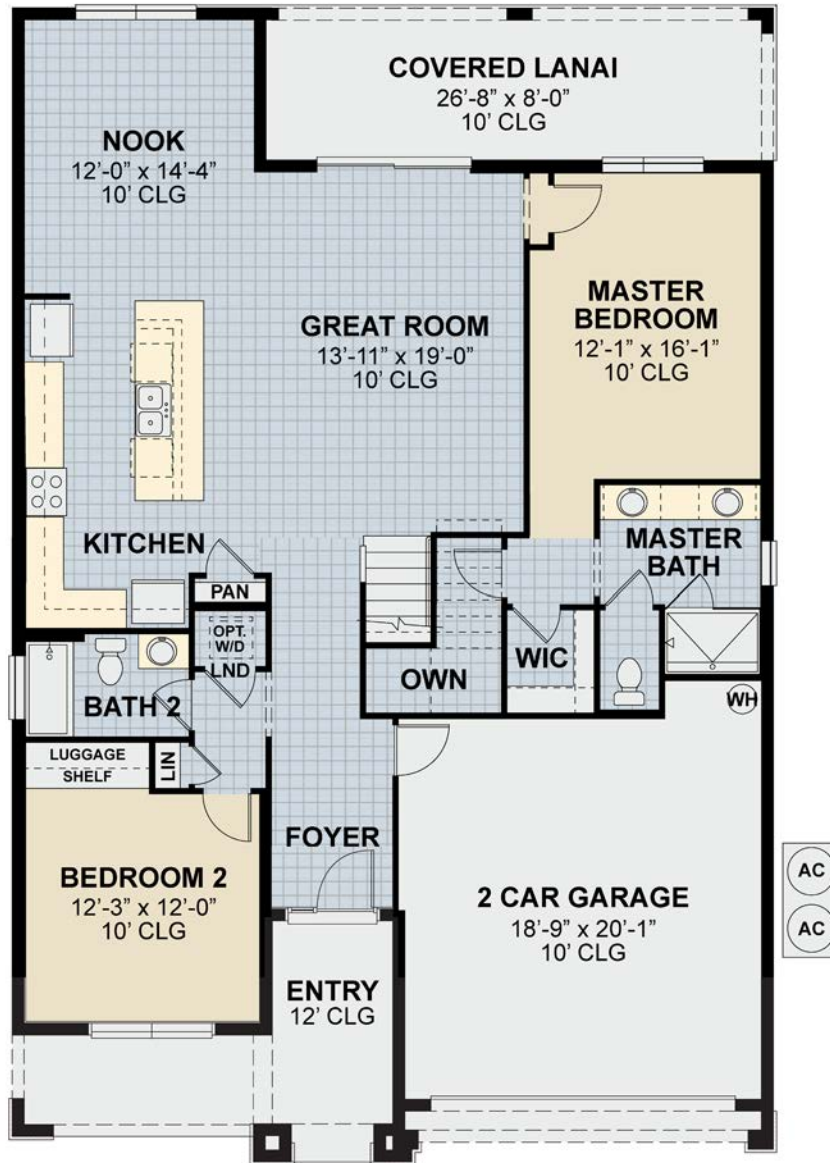 COVERED LANAI
26'-8" x 8'-0"
10' CLG
NOOK
12'-0" x 14'-4"
10' CLG
MASTER
BEDROOM
12'-1" x 16'-1"
10' CLG
GREAT ROOM
13'-11" x 19'-0"
10' CLG
KITCHEN
PAN
MASTER
BATH
OPT.
W/D
LND
WIC
OWN
BATH 2
WH
LUGGAGE
SHELF
LIN
FOYER
BEDROOM 2
12'-3" x 12'-0"
10' CLG
2 CAR GARAGE
18'-9" x 20'-1"
10' CLG
AC
AC
ENTRY
12' CLG